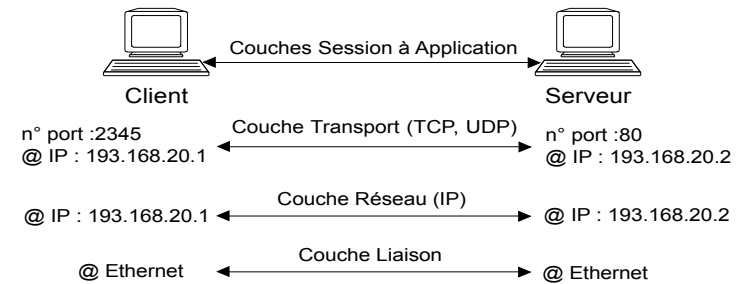 Couches Session à Application
Client
Serveur
n° port :2345
Couche Transport (TCP, UDP)
n° port :80
@ IP : 193.168.20.1
@ IP : 193.168.20.2
Couche Réseau (IP)
@ IP : 193.168.20.1
@ IP : 193.168.20.2
Couche Liaison
@ Ethernet
@ Ethernet